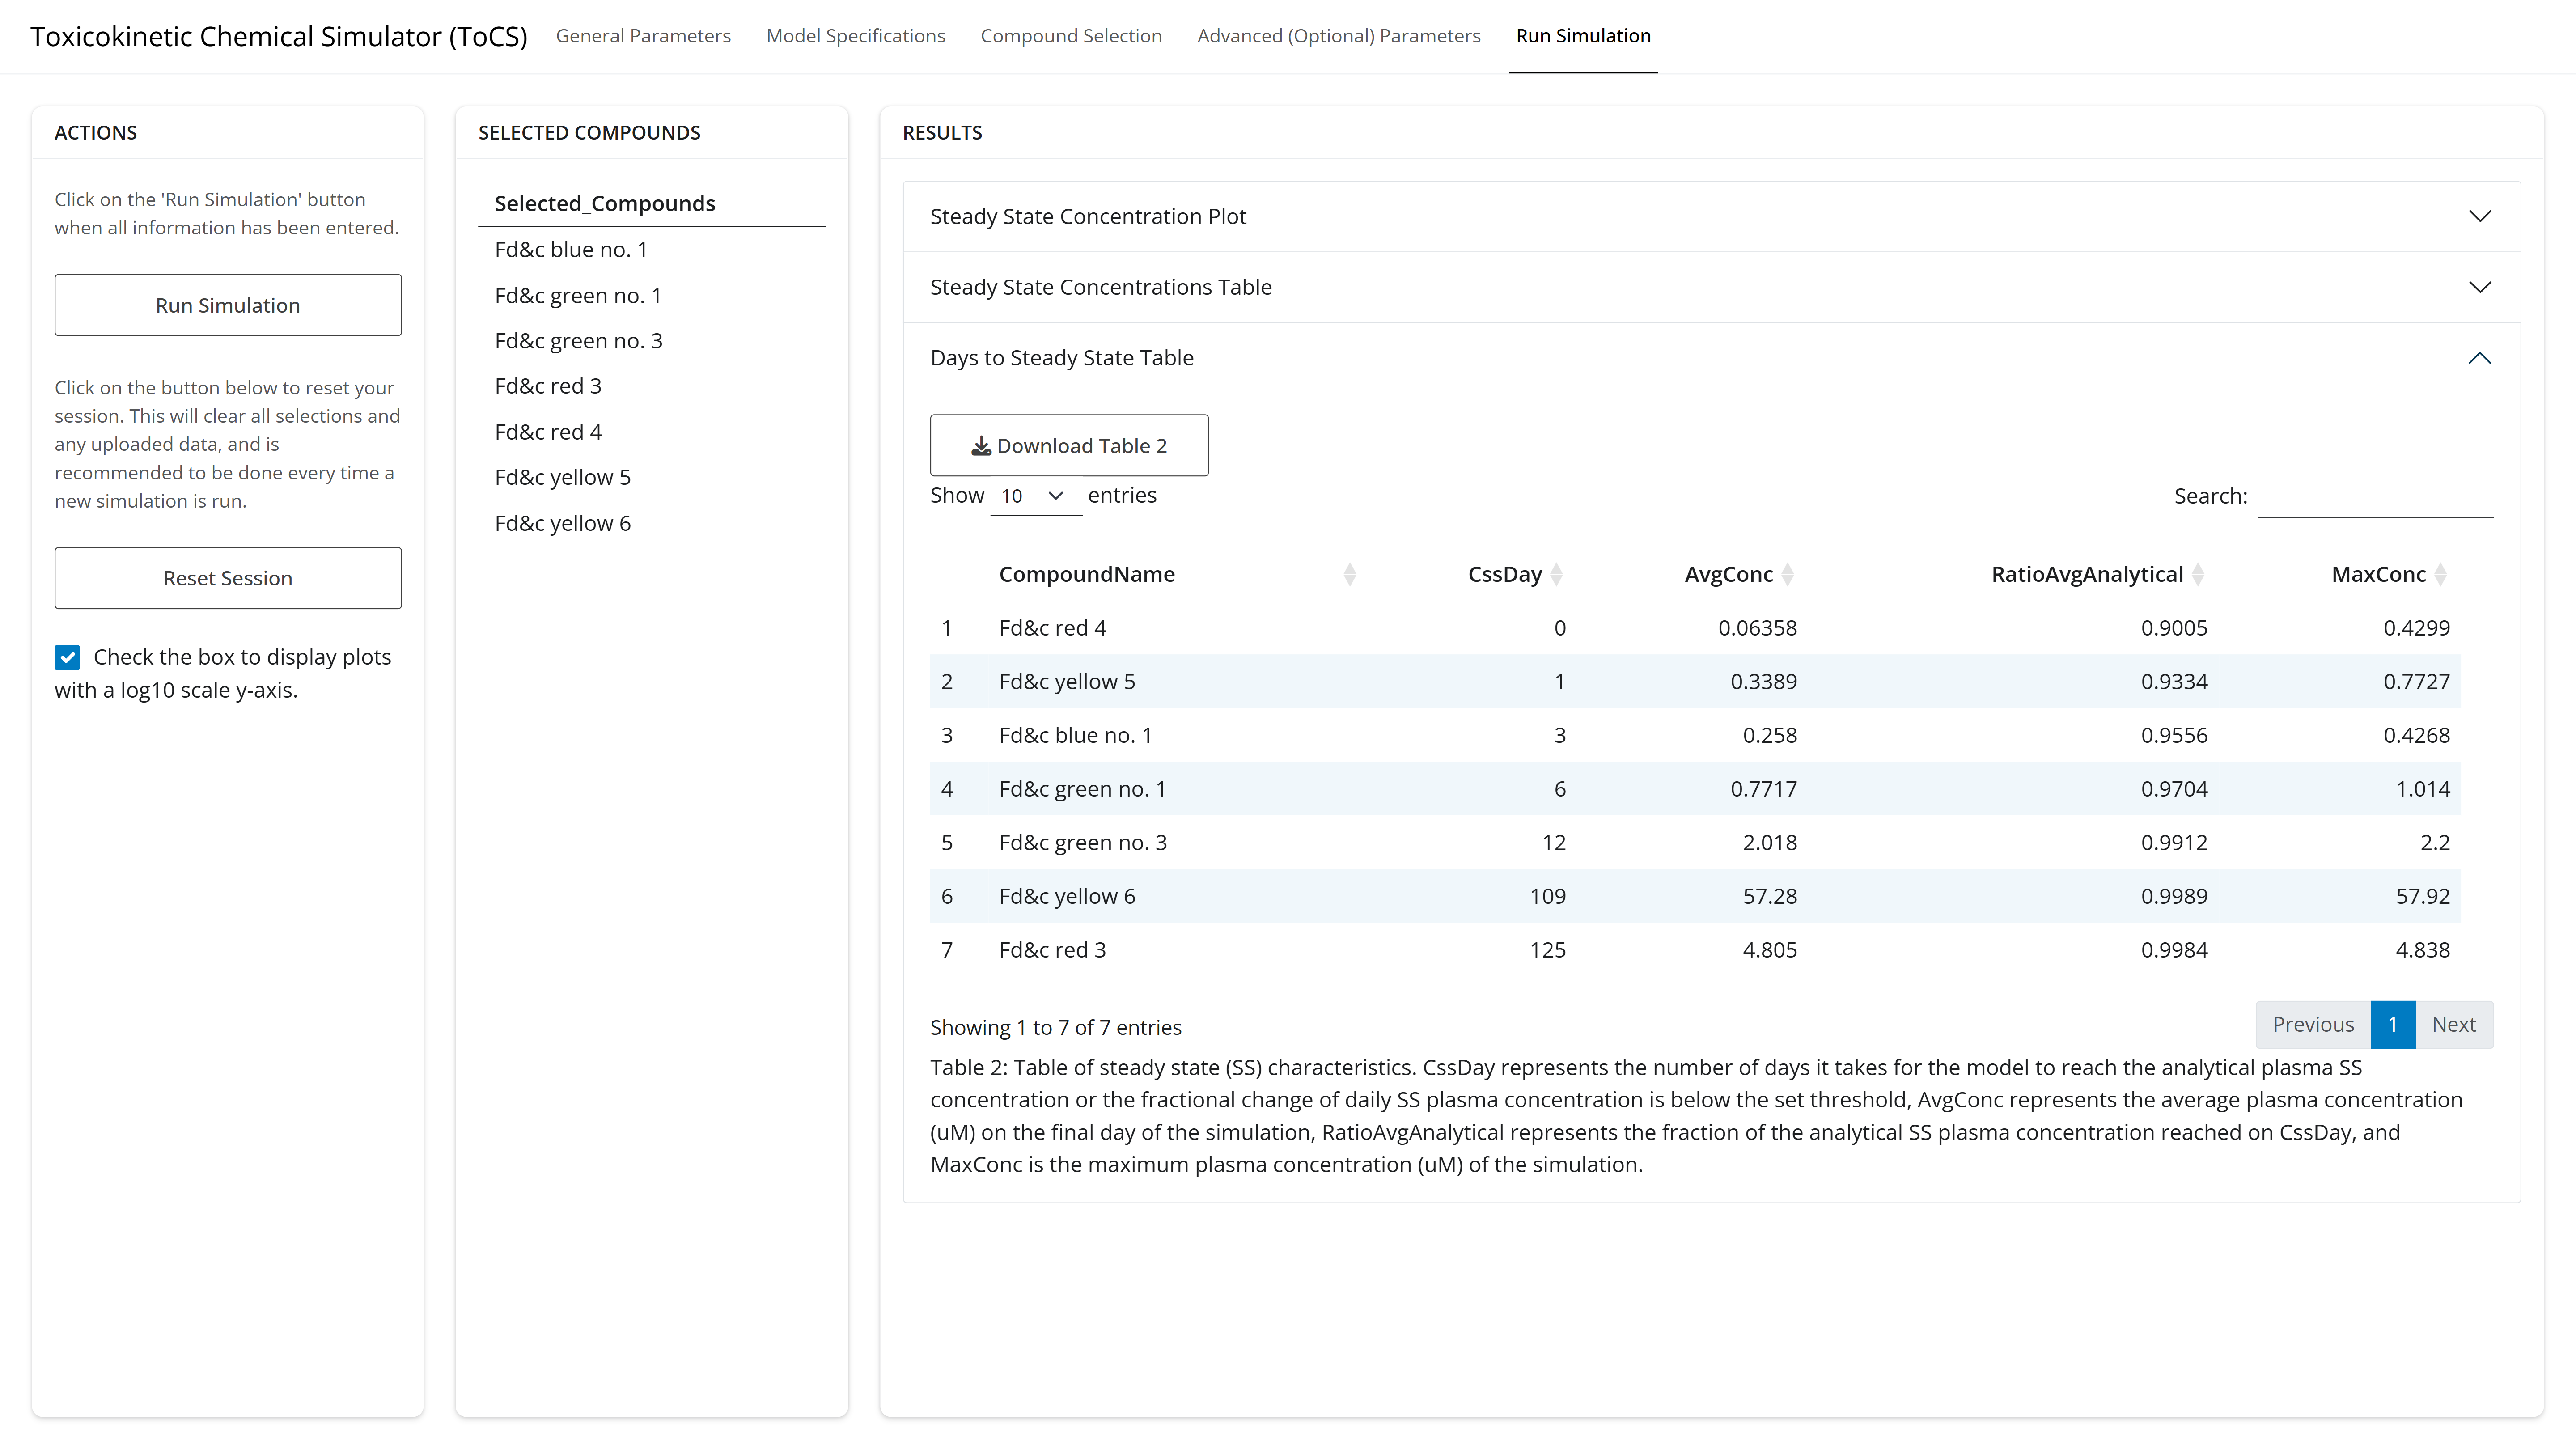 Toxicokinetic Chemical Simulator (ToCS) General Parameters Model Specifications Compound Selection Advanced (Optional) Parameters Run Simulation
ACTIONS
Click on the 'Run Simulation' button
when all information has been entered.
Run Simulation
Click on the button below to reset your
session. This will clear all selections and
any uploaded data, and is
recommended to be done every time a
new simulation is run.
Reset Session
Check the box to display plots
with a log10 scale y-axis.
SELECTED COMPOUNDS
Selected_Compounds
Fd&c blue no. 1
Fd&c green no. 1
Fd&c green no. 3
Fd&c red 3
Fd&c red 4
Fd&c yellow 5
Fd&c yellow 6
RESULTS
Steady State Concentration Plot
Steady State Concentrations Table
Days to Steady State Table
Download Table 2
Show 10 entries
Search:
CompoundName CssDay AvgConc RatioAvgAnalytical MaxConc
1 Fd&c red 4 0 0.06358 0.9005 0.4299
2 Fd&c yellow 5 1 0.3389 0.9334 0.7727
3 Fd&c blue no. 1 3 0.258 0.9556 0.4268
4 Fd&c green no. 1 6 0.7717 0.9704 1.014
5 Fd&c green no. 3 12 2.018 0.9912 2.2
6 Fd&c yellow 6 109 57.28 0.9989 57.92
7 Fd&c red 3 125 4.805 0.9984 4.838
Showing 1 to 7 of 7 entries
Previous 1 Next
Table 2: Table of steady state (SS) characteristics. CssDay represents the number of days it takes for the model to reach the analytical plasma SS
concentration or the fractional change of daily SS plasma concentration is below the set threshold, AvgConc represents the average plasma concentration
(uM) on the final day of the simulation, RatioAvgAnalytical represents the fraction of the analytical SS plasma concentration reached on CssDay, and
MaxConc is the maximum plasma concentration (uM) of the simulation.